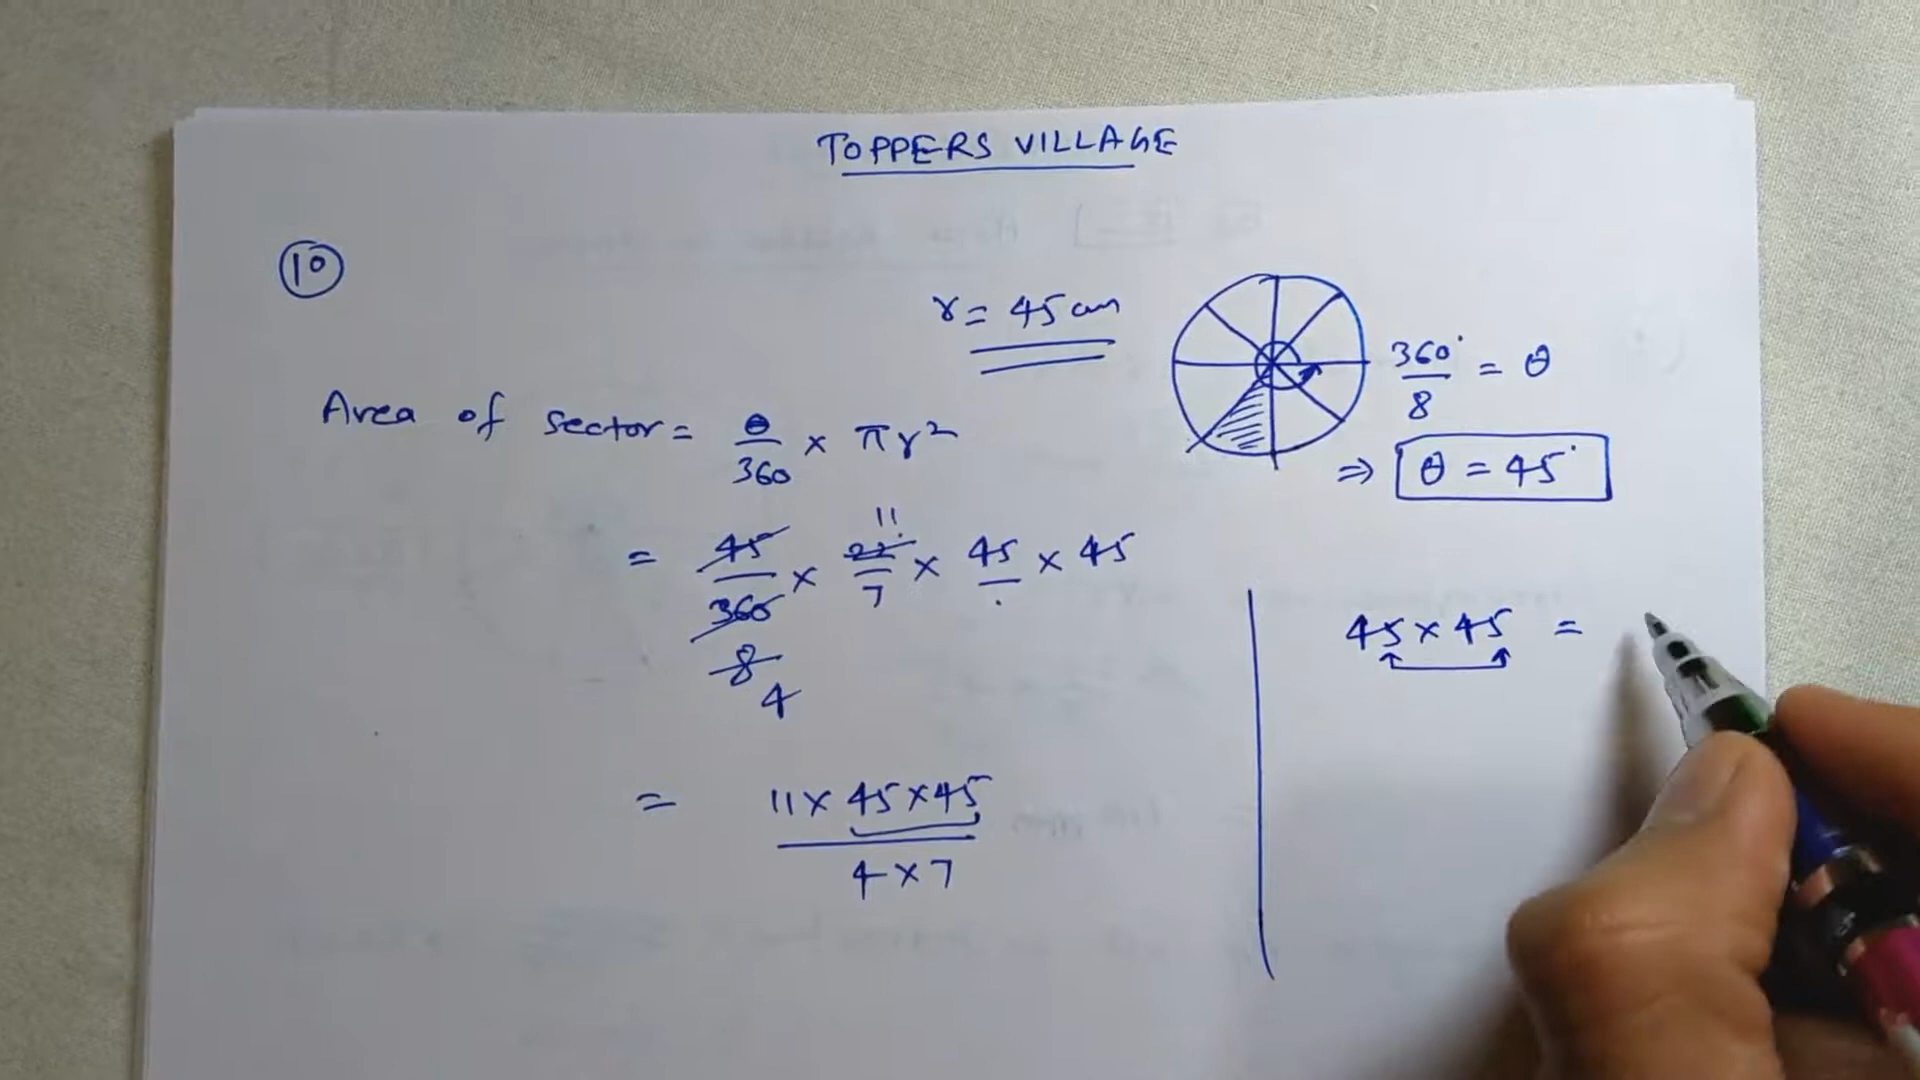 TOPPERS VILLAGE
10
r = 45 cm
360° / 8 = θ
⇒ θ = 45°
Area of sector = θ/360 × πr²
= 45/360 × 22/7 × 45 × 45
11
8
4
45 × 45 =
= 11 × 45 × 45 / 4 × 7